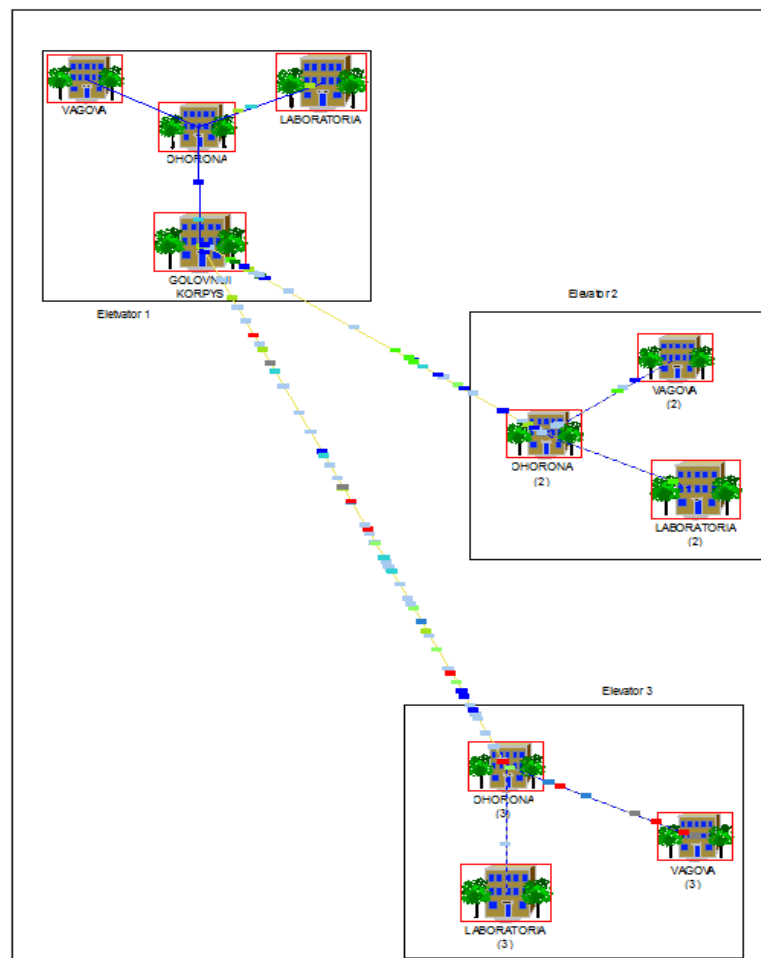 VAGOVA
LABORATORIA
OHORONA
GOLOVNUI
KORPYS
Eletvator 1
Elevator 2
VAGOVA
(2)
OHORONA
(2)
LABORATORIA
(2)
Elevator 3
OHORONA
(3)
VAGOVA
(3)
LABORATORIA
(3)